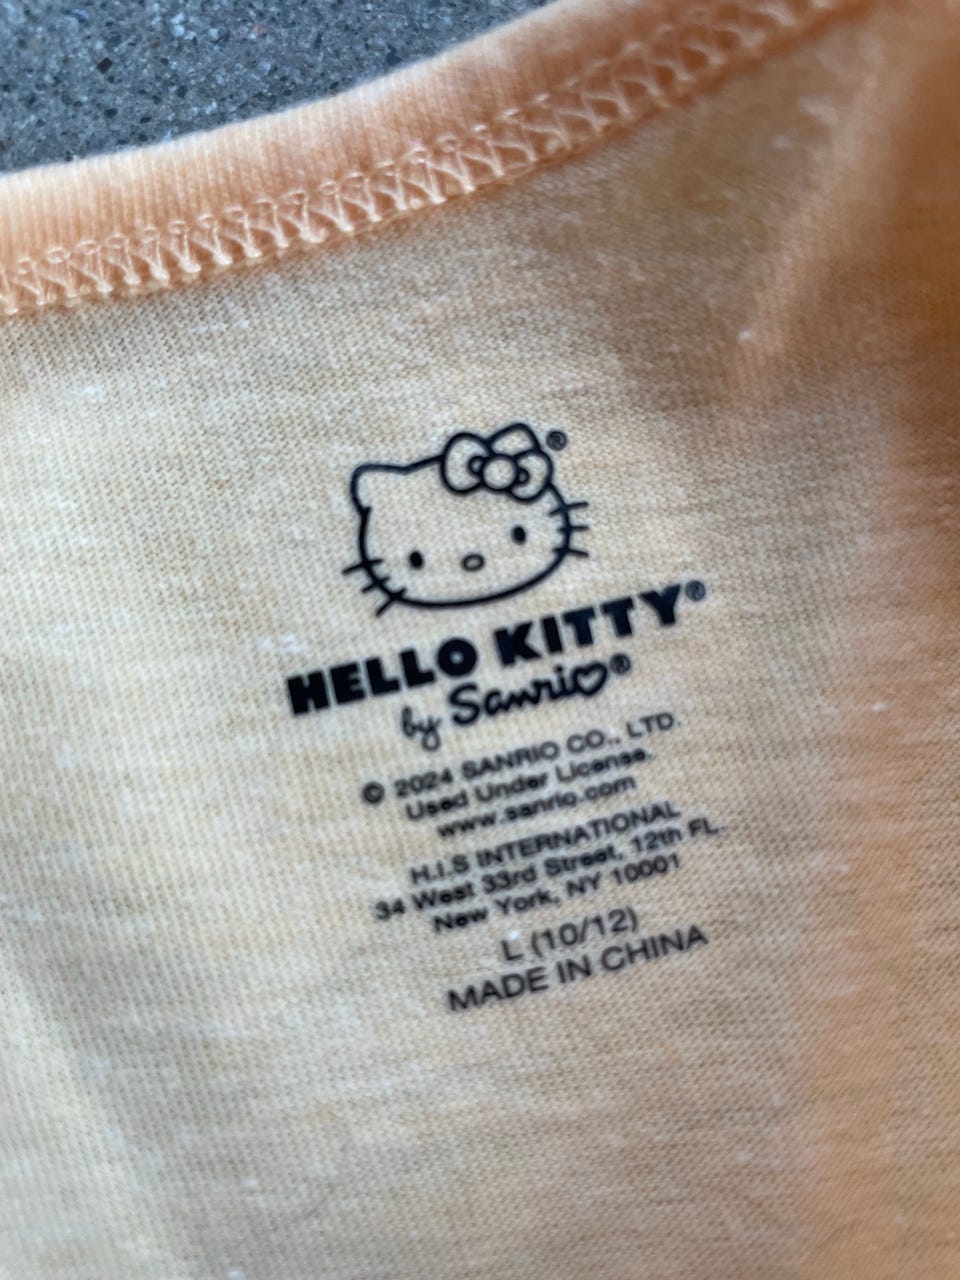 ®
HELLO KITTY®
by Sanrio®
© 2024 SANRIO CO., LTD.
Used Under License.
www.sanrio.com
H.I.S INTERNATIONAL
34 West 33rd Street, 12th FL.
New York, NY 10001
L (10/12)
MADE IN CHINA